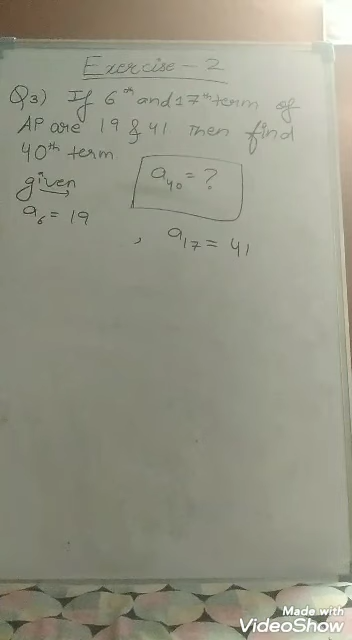 Exercise - 2
Q3) If 6th and 17th term of
AP are 19 & 41 then find
40th term
given
a40 = ?
a6 = 19
, a17 = 41
Made with
VideoShow